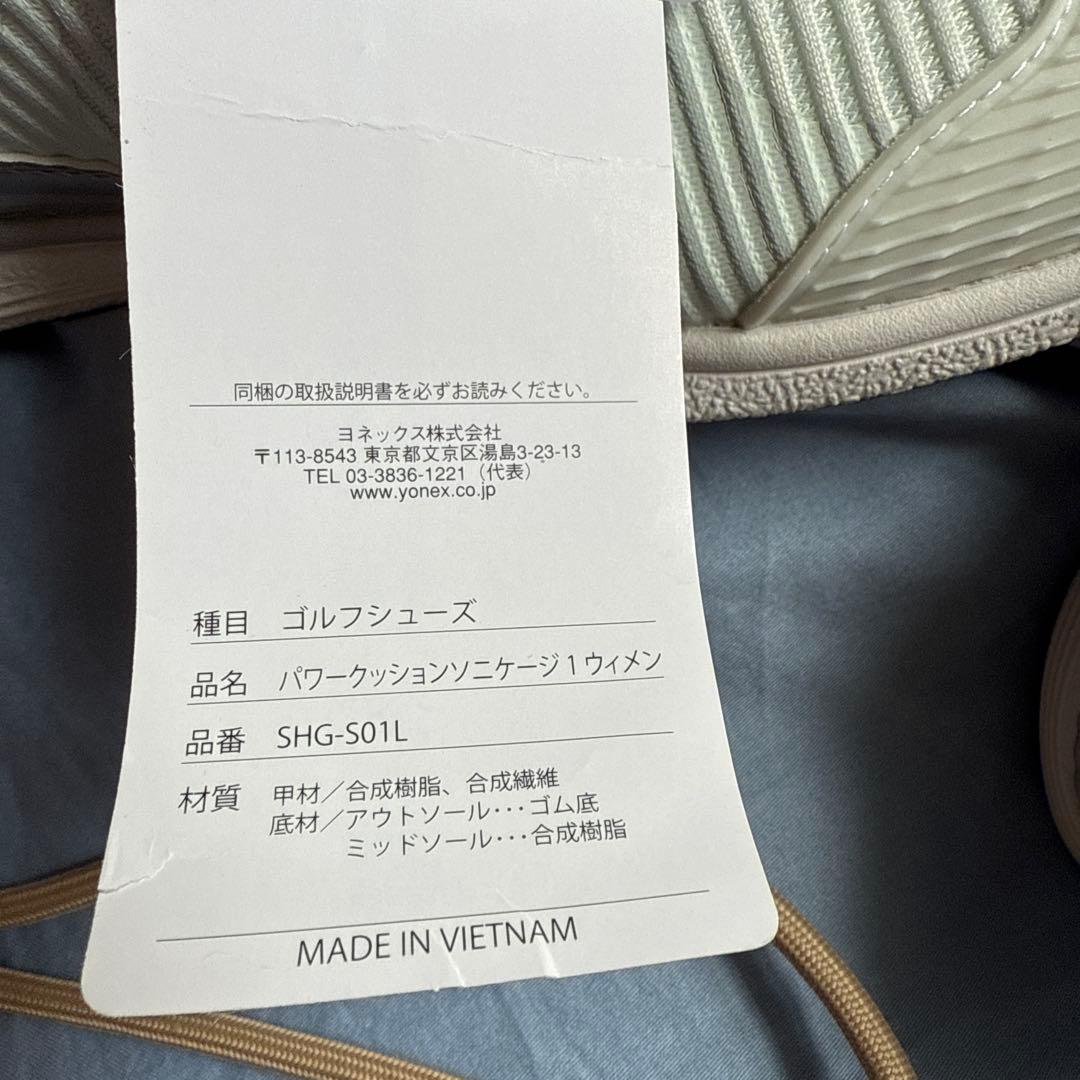 同梱の取扱説明書を必ずお読みください。
ヨネックス株式会社
〒113-8543 東京都文京区湯島3-23-13
TEL 03-3836-1221（代表）
www.yonex.co.jp
種目 ゴルフシューズ
品名 パワークッションソニケージ1ウィメン
品番 SHG-S01L
材質 甲材／合成樹脂、合成繊維
底材／アウトソール･･･ゴム底
ミッドソール･･･合成樹脂
MADE IN VIETNAM